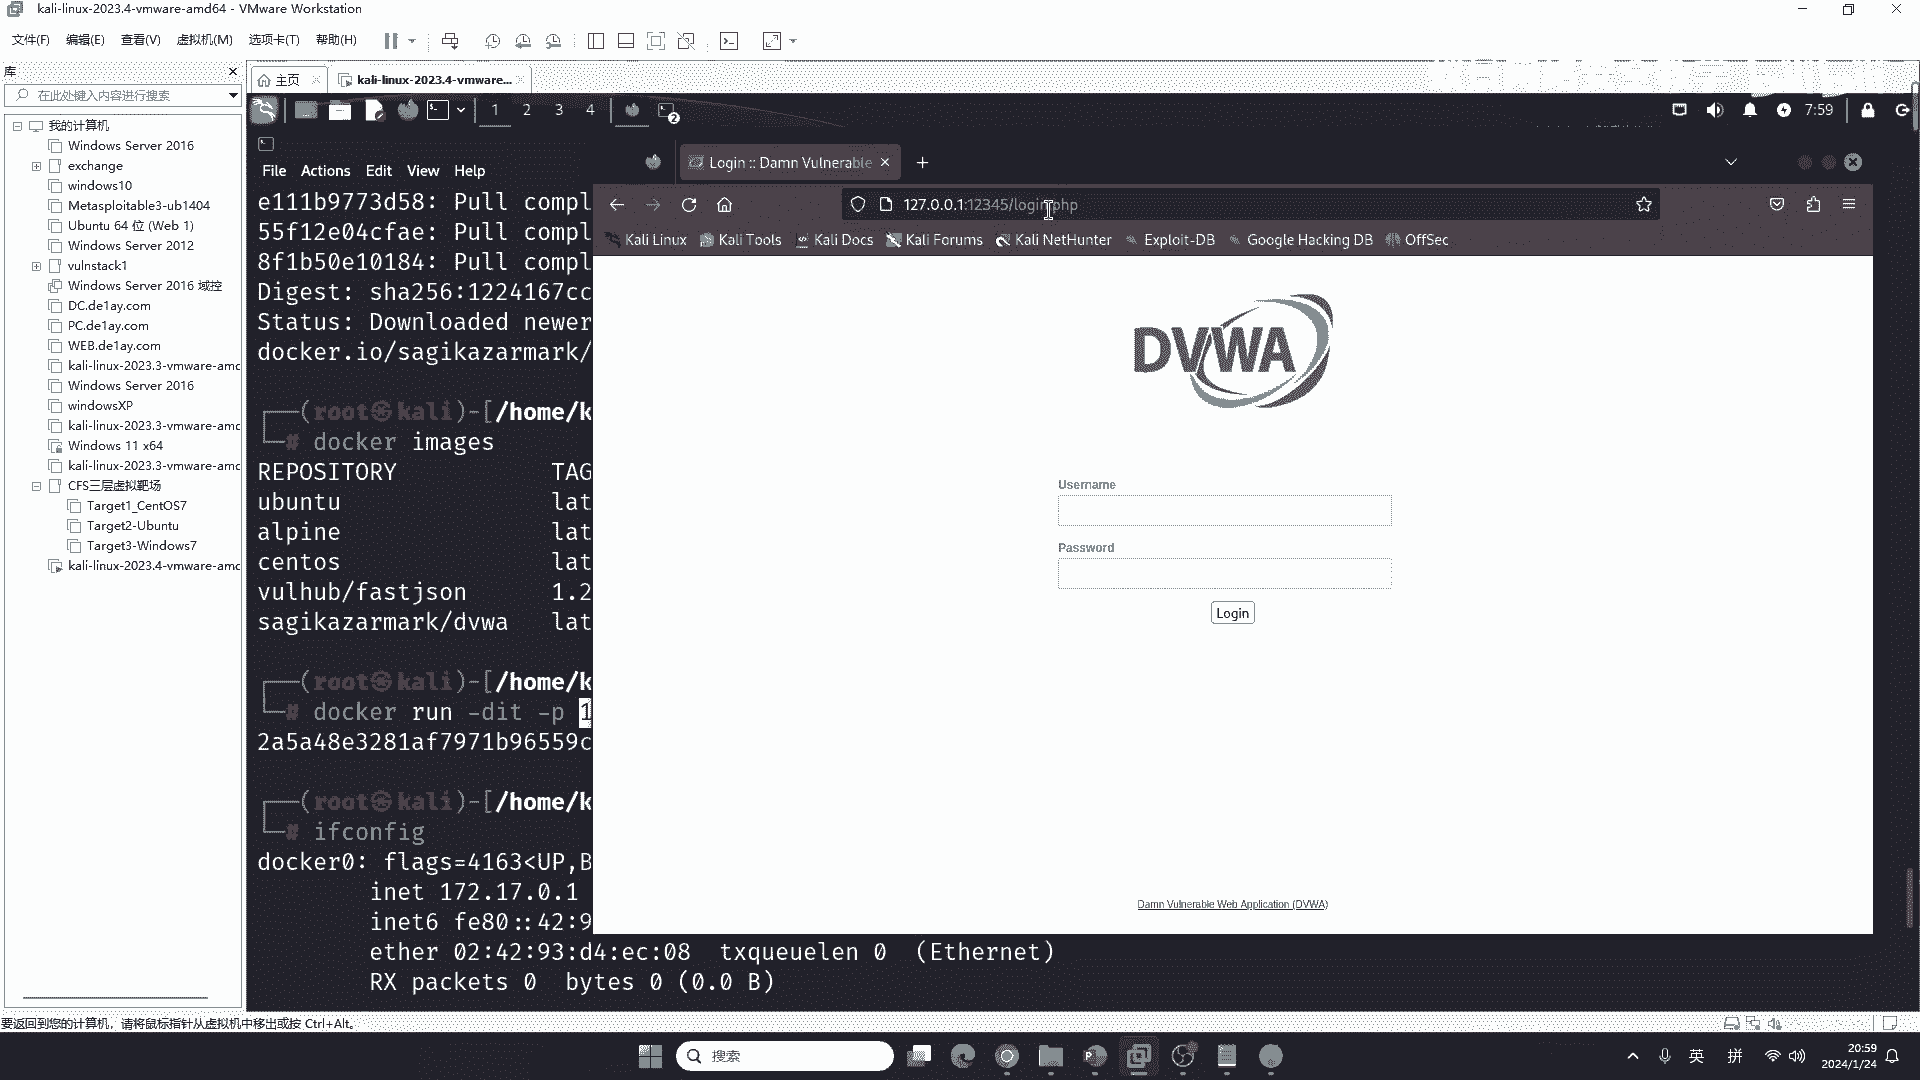 kali-linux-2023.4-vmware-amd64 - VMware Workstation
文件(F) 编辑(E) 查看(V) 虚拟机(M) 选项卡(T) 帮助(H)
库
在此处键入内容进行搜索
我的计算机
Windows Server 2016
exchange
windows10
Metasploitable3-ub1404
Ubuntu 64 位 (Web 1)
Windows Server 2012
vulnstack1
Windows Server 2016 域控
DC.de1ay.com
PC.de1ay.com
WEB.de1ay.com
kali-linux-2023.3-vmware-amd
Windows Server 2016
windowsXP
kali-linux-2023.3-vmware-amd
Windows 11 x64
kali-linux-2023.3-vmware-amd
CFS三层虚拟靶场
Target1_CentOS7
Target2-Ubuntu
Target3-Windows7
kali-linux-2023.4-vmware-amd
主页
kali-linux-2023.4-vmware...
1 2 3 4
2
7:59
File Actions Edit View Help
e111b9773d58: Pull compl
55f12e04cfae: Pull compl
8f1b50e10184: Pull compl
Digest: sha256:1224167cc
Status: Downloaded newer
docker.io/sagikazarmark/
(root㉿kali)-[/home/k
# docker images
REPOSITORY TAG
ubuntu lat
alpine lat
centos lat
vulhub/fastjson 1.2
sagikazarmark/dvwa lat
(root㉿kali)-[/home/k
# docker run -dit -p 1
2a5a48e3281af7971b96559c
(root㉿kali)-[/home/k
# ifconfig
docker0: flags=4163<UP,B
inet 172.17.0.1
inet6 fe80::42:9
ether 02:42:93:d4:ec:08 txqueuelen 0 (Ethernet)
RX packets 0 bytes 0 (0.0 B)
Login :: Damn Vulnerable
127.0.0.1:12345/login.php
Kali Linux Kali Tools Kali Docs Kali Forums Kali NetHunter Exploit-DB Google Hacking DB OffSec
DVWA
Username
Password
Login
Damn Vulnerable Web Application (DVWA)
要返回到您的计算机，请将鼠标指针从虚拟机中移出或按 Ctrl+Alt。
搜索
英 拼
20:59
2024/1/24